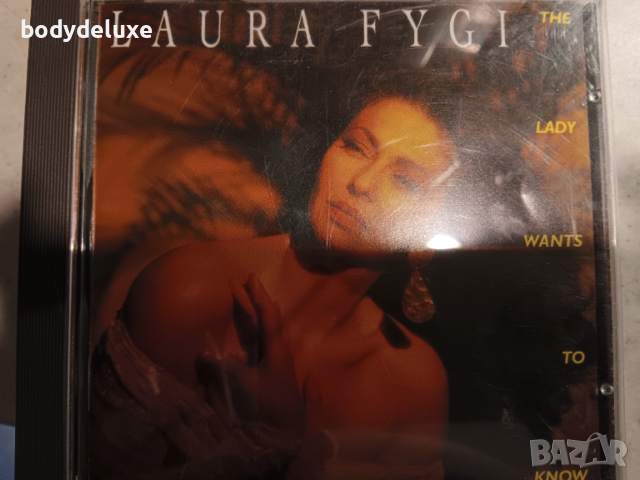 bodydeluxe
LAURA FYGI
THE
LADY
WANTS
TO
KNOW
BAZAR